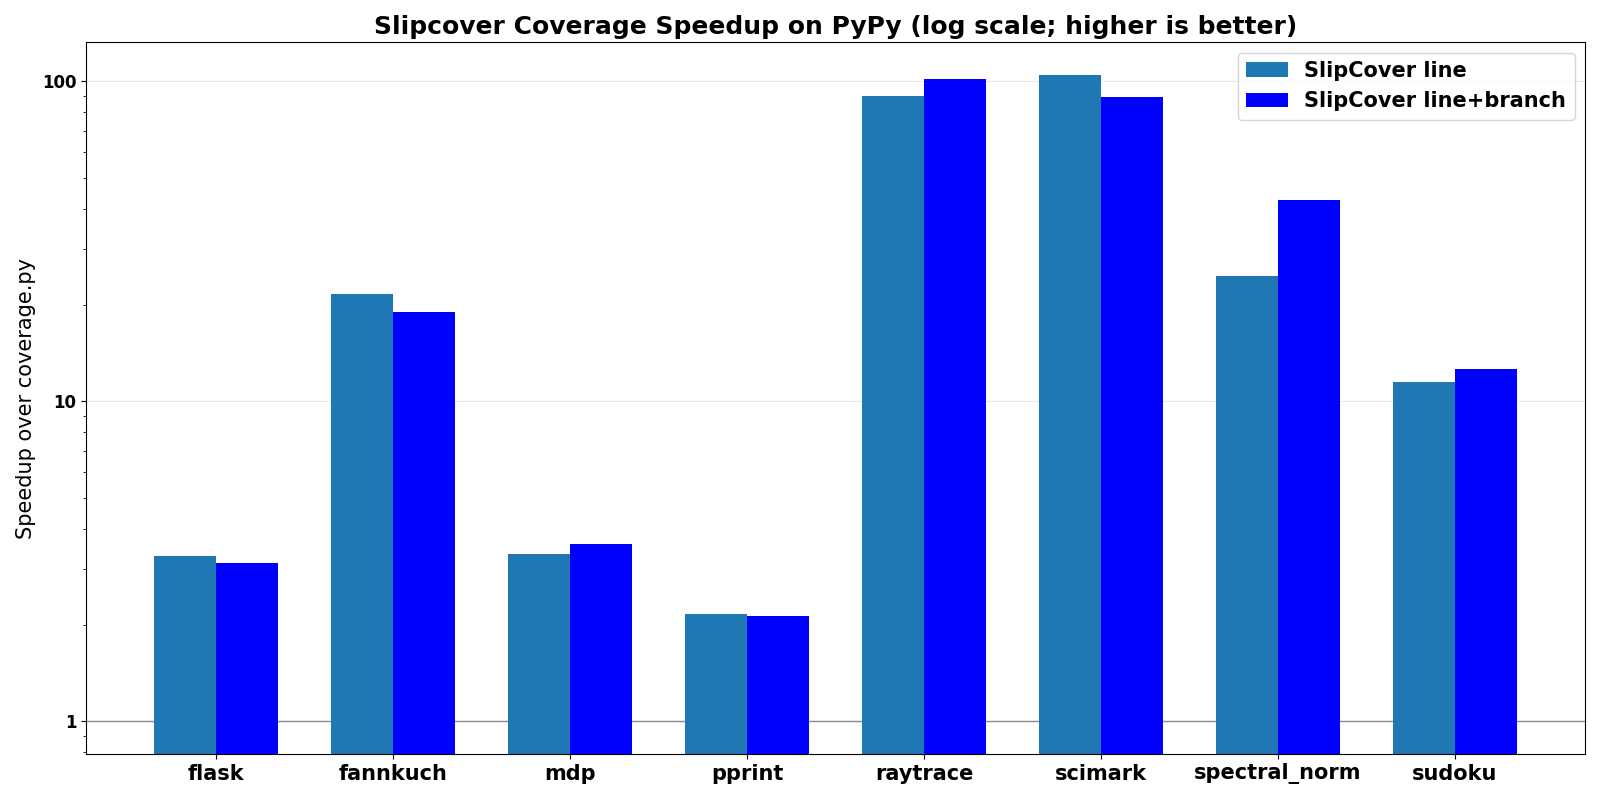 Slipcover Coverage Speedup on PyPy (log scale; higher is better)
SlipCover line
SlipCover line+branch
Speedup over coverage.py
100
10
1
flask
fannkuch
mdp
pprint
raytrace
scimark
spectral_norm
sudoku